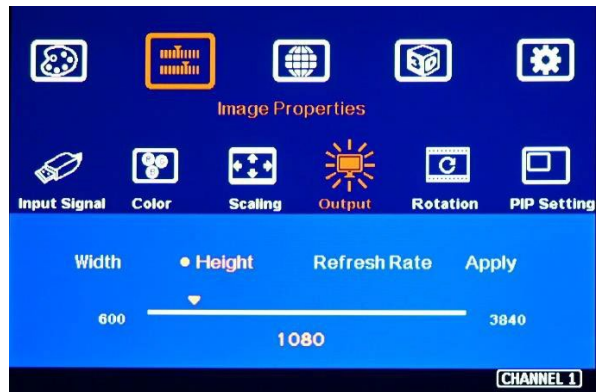 Image Properties
Input Signal Color Scaling Output Rotation PIP Setting
Width Height Refresh Rate Apply
600 3840
1080
CHANNEL 1